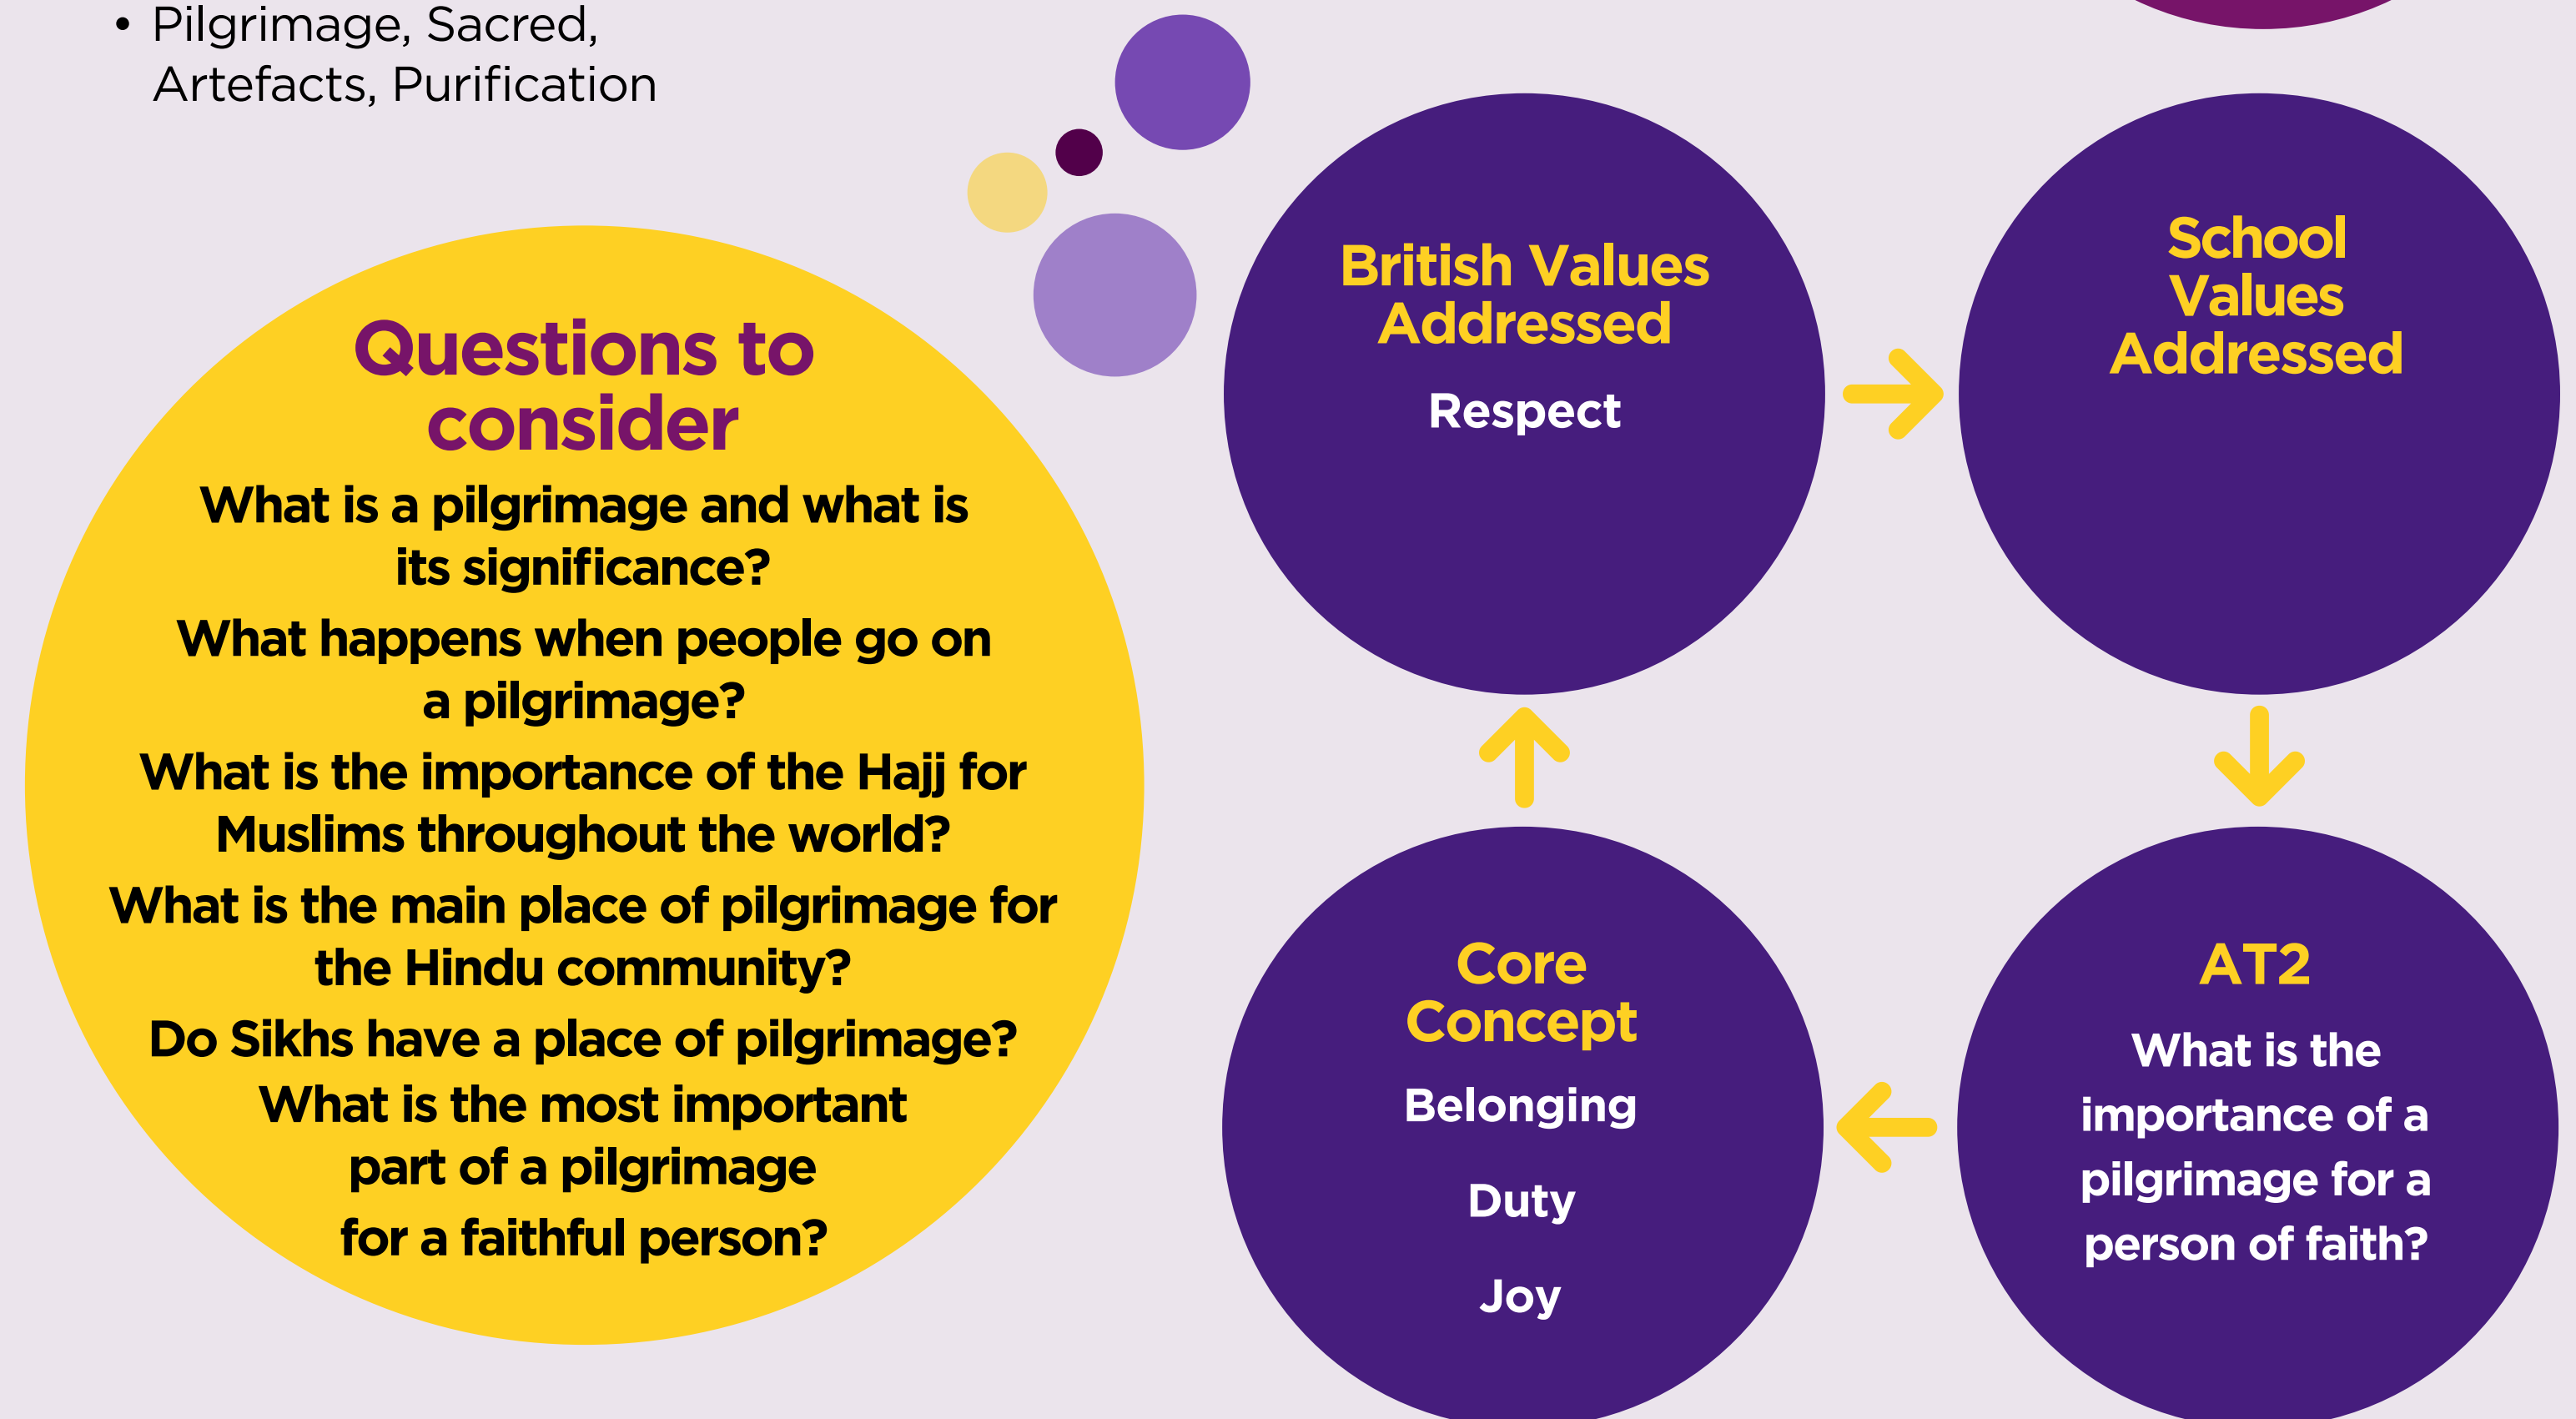 • Pilgrimage, Sacred,
Artefacts, Purification
Questions to
consider
What is a pilgrimage and what is
its significance?
What happens when people go on
a pilgrimage?
What is the importance of the Hajj for
Muslims throughout the world?
What is the main place of pilgrimage for
the Hindu community?
Do Sikhs have a place of pilgrimage?
What is the most important
part of a pilgrimage
for a faithful person?
British Values
Addressed
Respect
School
Values
Addressed
Core
Concept
Belonging
Duty
Joy
AT2
What is the
importance of a
pilgrimage for a
person of faith?